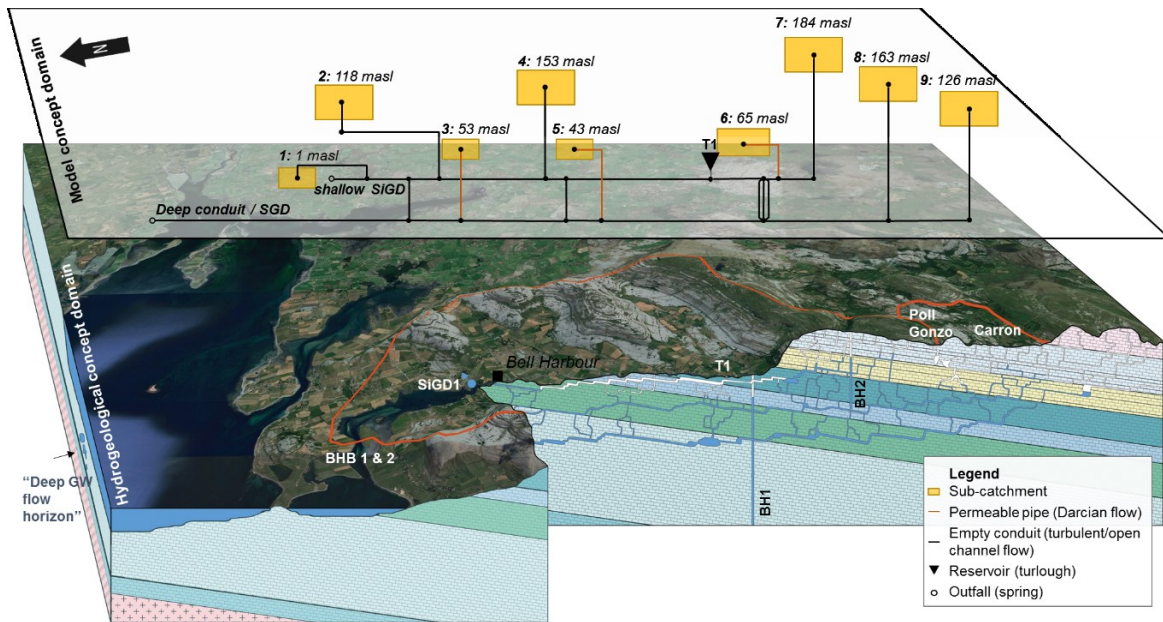 N
Model concept domain
7: 184 masl
4: 153 masl
8: 163 masl
2: 118 masl
9: 126 masl
3: 53 masl
5: 43 masl
6: 65 masl
T1
1: 1 masl
shallow SiGD
Deep conduit / SGD
Hydrogeological concept domain
Poll
Gonzo
Carron
Bell Harbour
T1
SiGD1
BH2
BHB 1 & 2
BH1
"Deep GW
flow
horizon"
Legend
Sub-catchment
Permeable pipe (Darcian flow)
Empty conduit (turbulent/open
channel flow)
Reservoir (turlough)
Outfall (spring)